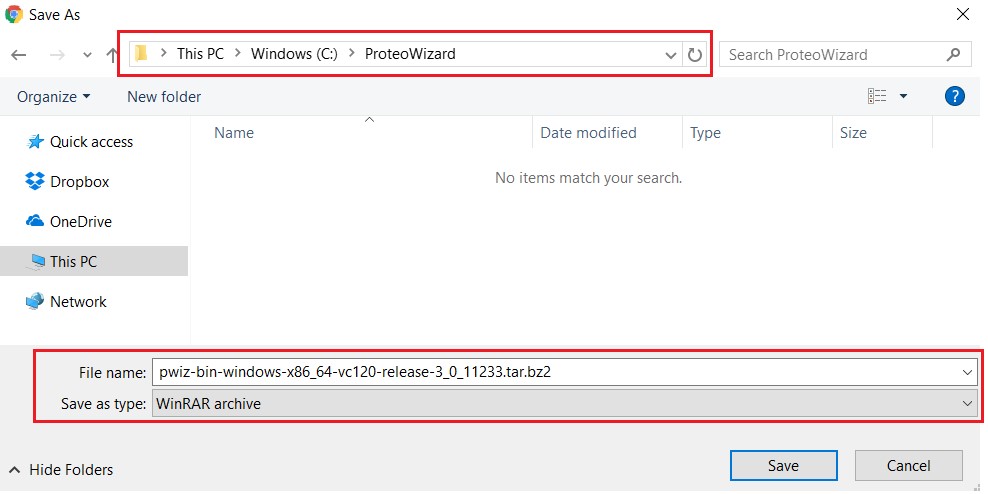 Save As
This PC Windows (C:) ProteoWizard Search ProteoWizard
Organize New folder ?
Name Date modified Type Size
Quick access
No items match your search.
Dropbox
OneDrive
This PC
Network
File name: pwiz-bin-windows-x86_64-vc120-release-3_0_11233.tar.bz2
Save as type: WinRAR archive
Hide Folders Save Cancel